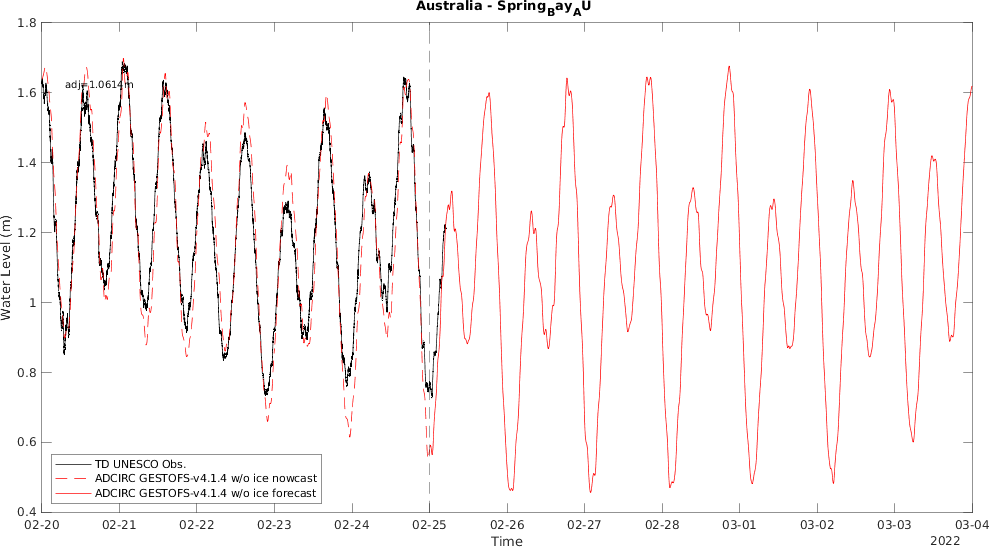 Australia - SpringBayAU
1.8
1.6
1.4
1.2
1
0.8
0.6
0.4
Water Level (m)
adj=1.0614m
TD UNESCO Obs.
ADCIRC GESTOFS-v4.1.4 w/o ice nowcast
ADCIRC GESTOFS-v4.1.4 w/o ice forecast
02-20 02-21 02-22 02-23 02-24 02-25 02-26 02-27 02-28 03-01 03-02 03-03 03-04
Time
2022